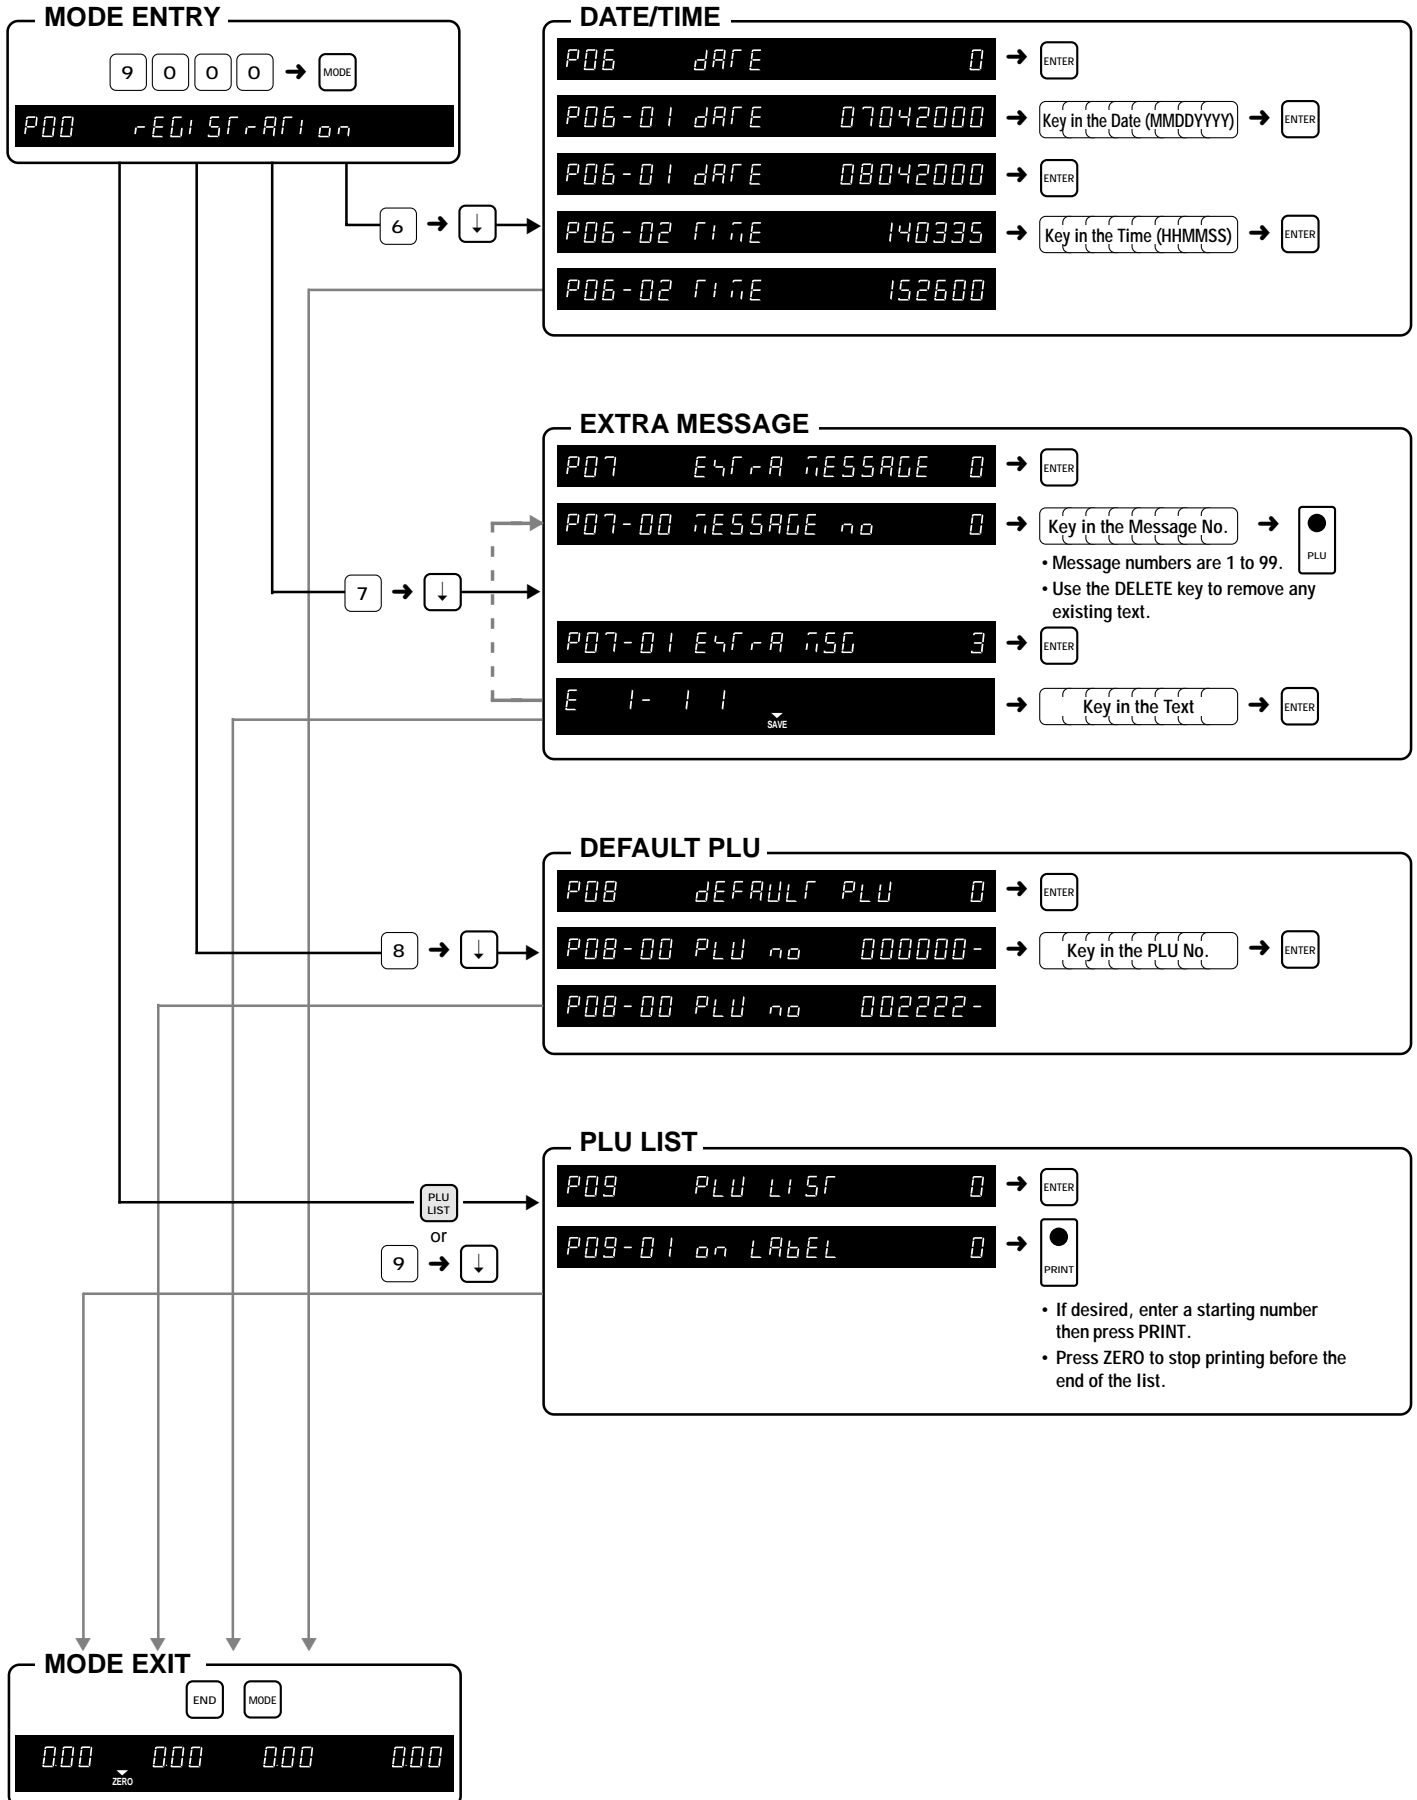 MODE ENTRY
9 0 0 0 → MODE
P00 rEGISTrATIon
DATE/TIME
P06 dATE 0 → ENTER
P06-01 dATE 07042000 → Key in the Date (MMDDYYYY) → ENTER
P06-01 dATE 08042000 → ENTER
6 → ↓
P06-02 TIME 140335 → Key in the Time (HHMMSS) → ENTER
P06-02 TIME 152600
EXTRA MESSAGE
P07 EXTrA MESSAGE 0 → ENTER
P07-00 MESSAGE no 0 → Key in the Message No. → PLU
• Message numbers are 1 to 99.
• Use the DELETE key to remove any
existing text.
7 → ↓
P07-01 EXTrA MSG 3 → ENTER
E 1- 1 1 SAVE → Key in the Text → ENTER
DEFAULT PLU
P08 dEFAULT PLU 0 → ENTER
8 → ↓
P08-00 PLU no 000000- → Key in the PLU No. → ENTER
P08-00 PLU no 002222-
PLU LIST
P09 PLU LIST 0 → ENTER
PLU
LIST
or
9 → ↓
P09-01 on LAbEL 0 → PRINT
• If desired, enter a starting number
then press PRINT.
• Press ZERO to stop printing before the
end of the list.
MODE EXIT
END MODE
0.00 0.00 0.00 0.00
ZERO